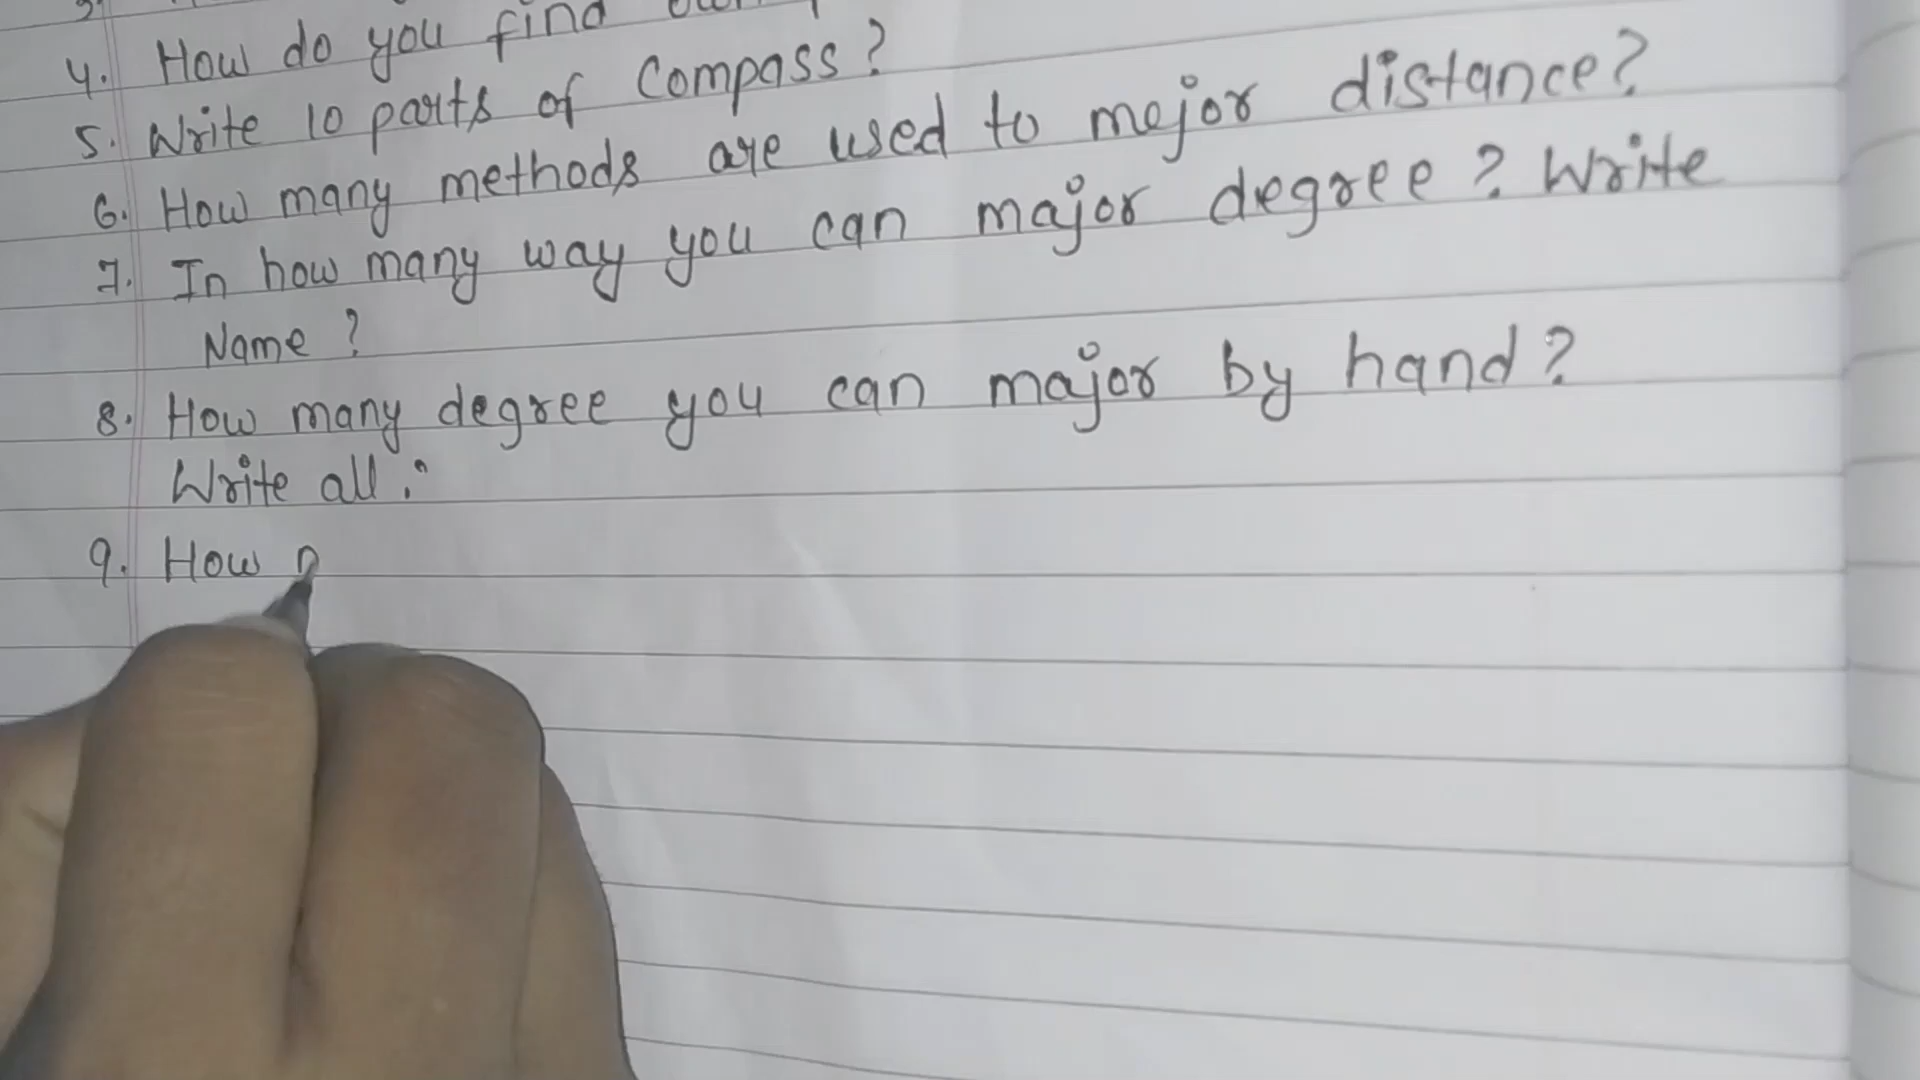 4. How do you find
5. Write 10 parts of Compass?
6. How many methods are used to mejor distance?
7. In how many way you can major degree? Write
Name?
8. How many degree you can major by hand?
Write all :
9. How